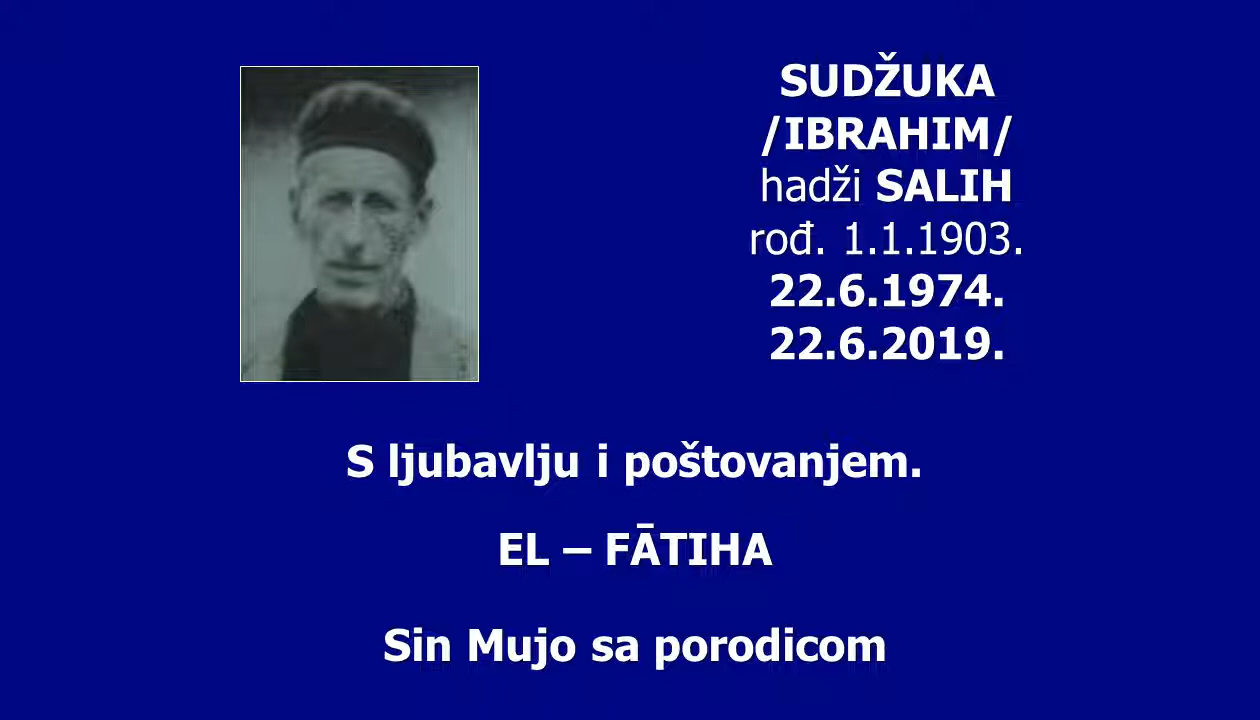 SUDŽUKA
/IBRAHIM/
hadži SALIH
rođ. 1.1.1903.
22.6.1974.
22.6.2019.
S ljubavlju i poštovanjem.
EL – FĀTIHA
Sin Mujo sa porodicom